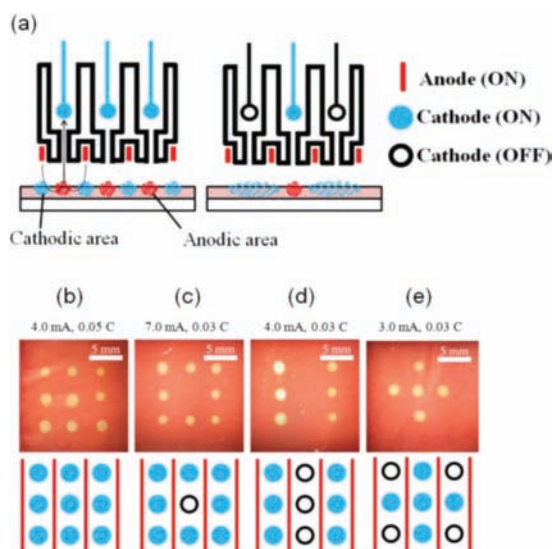 (a)
Anode (ON)
Cathode (ON)
Cathode (OFF)
Cathodic area
Anodic area
(b) (c) (d) (e)
4.0 mA, 0.05 C 7.0 mA, 0.03 C 4.0 mA, 0.03 C 3.0 mA, 0.03 C
5 mm 5 mm 5 mm 5 mm